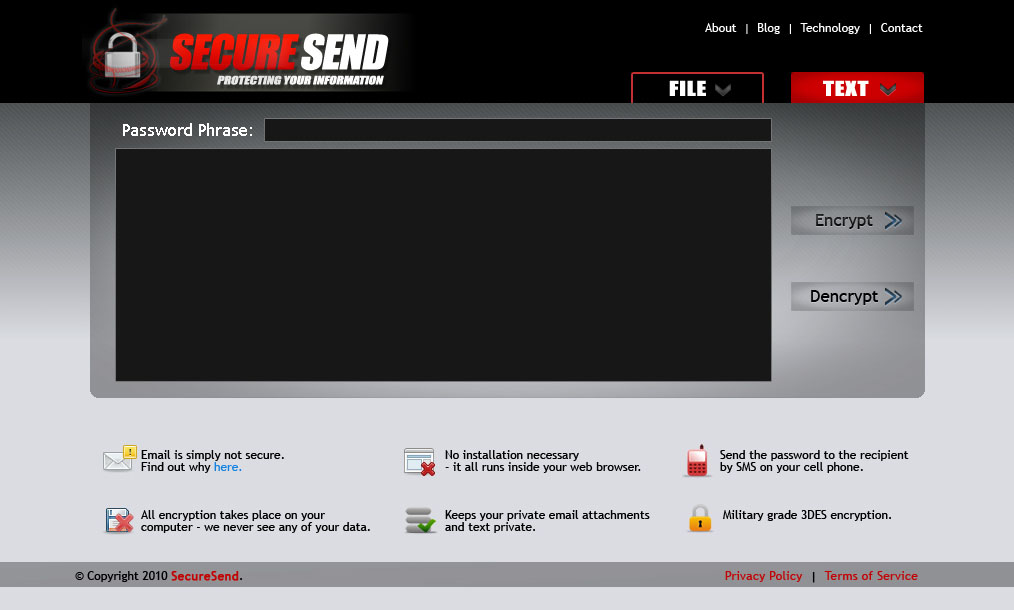 SECURE SEND
PROTECTING YOUR INFORMATION
About | Blog | Technology | Contact
FILE
TEXT
Password Phrase:
Encrypt
Dencrypt
Email is simply not secure.
Find out why here.
No installation necessary
- it all runs inside your web browser.
Send the password to the recipient
by SMS on your cell phone.
All encryption takes place on your
computer - we never see any of your data.
Keeps your private email attachments
and text private.
Military grade 3DES encryption.
© Copyright 2010 SecureSend.
Privacy Policy | Terms of Service